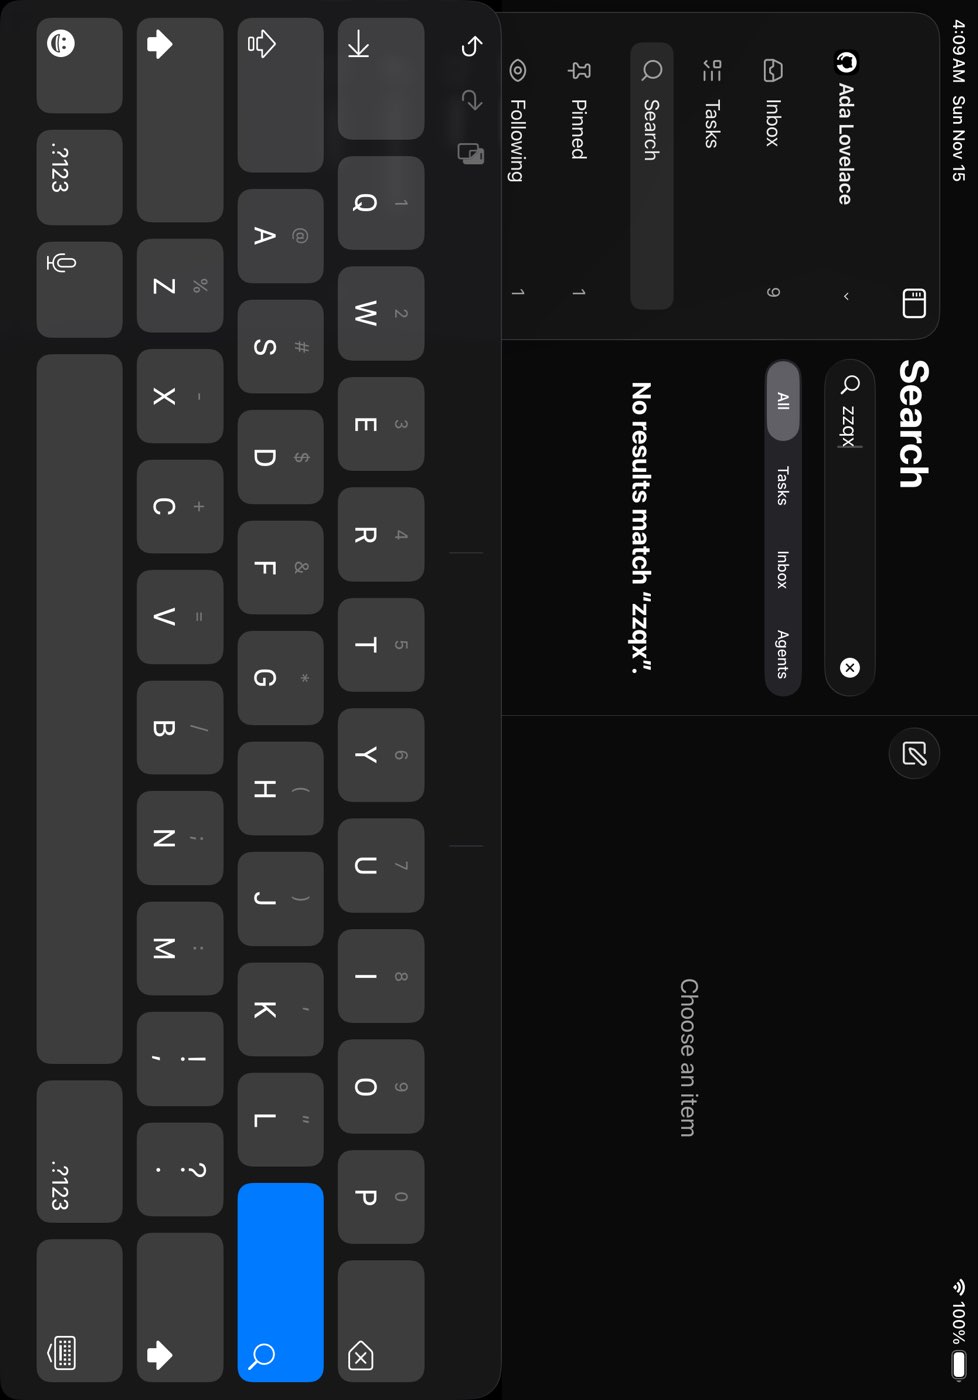 4:09 AM Sun Nov 15
100%
Search
Ada Lovelace
zzqx
All Tasks Inbox Agents
Inbox 9
Tasks
Search
Pinned 1
Following 1
No results match “zzqx”.
Choose an item
1 2 3 4 5 6 7 8 9 0
Q W E R T Y U I O P
@ # $ & * ( ) ' "
A S D F G H J K L
% - + = / ; : ! ?
Z X C V B N M , .
.?123 .?123